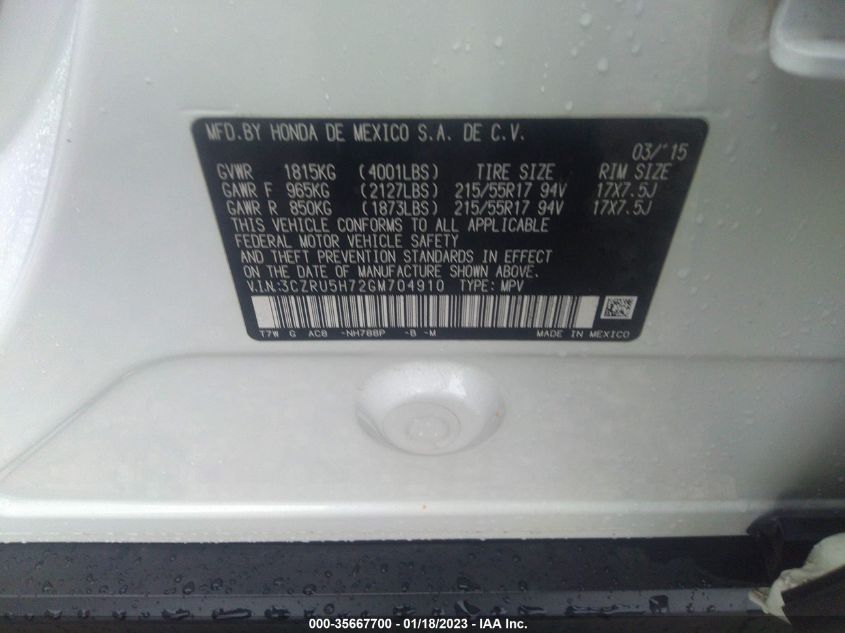 MFD.BY HONDA DE MEXICO S.A. DE C.V.
03/'15
GVWR 1815KG (4001LBS) TIRE SIZE RIM SIZE
GAWR F 965KG (2127LBS) 215/55R17 94V 17X7.5J
GAWR R 850KG (1873LBS) 215/55R17 94V 17X7.5J
THIS VEHICLE CONFORMS TO ALL APPLICABLE
FEDERAL MOTOR VEHICLE SAFETY
AND THEFT PREVENTION STANDARDS IN EFFECT
ON THE DATE OF MANUFACTURE SHOWN ABOVE.
V.I.N.:3CZRU5H72GM704910 TYPE: MPV
T7W G AC8 -NH788P -B -M MADE IN MEXICO
000-35667700 - 01/18/2023 - IAA Inc.